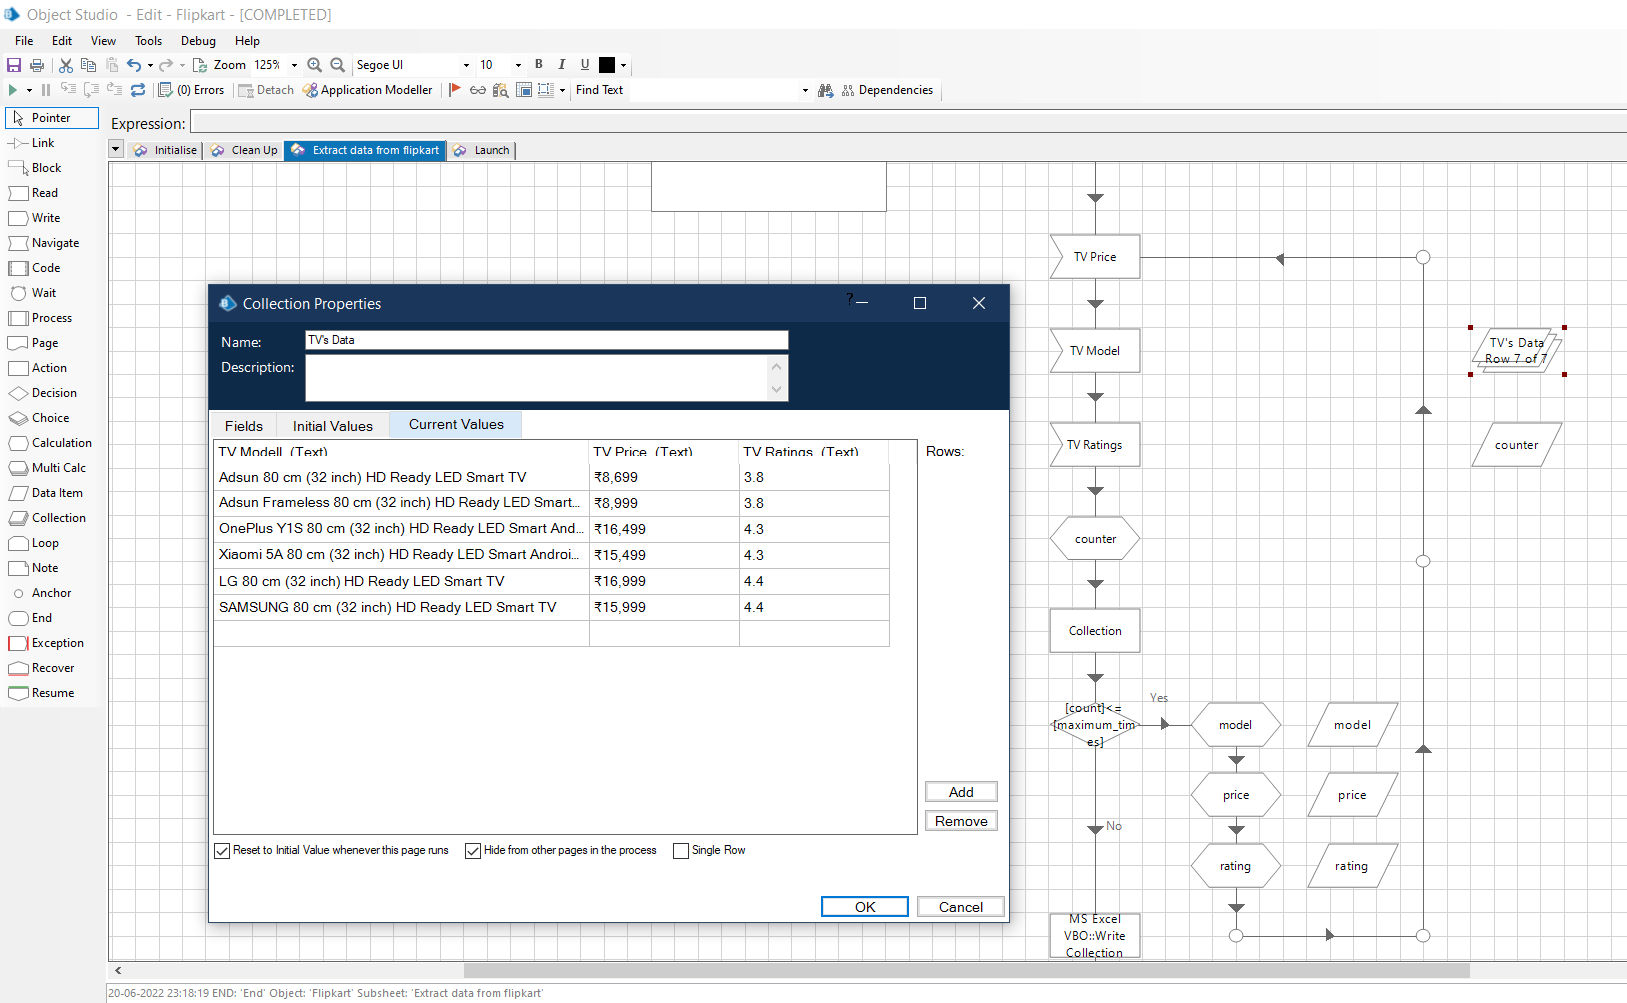 Object Studio - Edit - Flipkart - [COMPLETED]
File Edit View Tools Debug Help
Zoom 125% Segoe UI 10 B I U
(0) Errors Detach Application Modeller Find Text Dependencies
Pointer
Link
Block
Read
Write
Navigate
Code
Wait
Process
Page
Action
Decision
Choice
Calculation
Multi Calc
Data Item
Collection
Loop
Note
Anchor
End
Exception
Recover
Resume
Expression:
Initialise Clean Up Extract data from flipkart Launch
Collection Properties ?
Name: TV's Data
Description:
Fields Initial Values Current Values
TV Modell (Text) TV Price (Text) TV Ratings (Text) Rows:
Adsun 80 cm (32 inch) HD Ready LED Smart TV ₹8,699 3.8
Adsun Frameless 80 cm (32 inch) HD Ready LED Smart... ₹8,999 3.8
OnePlus Y1S 80 cm (32 inch) HD Ready LED Smart And... ₹16,499 4.3
Xiaomi 5A 80 cm (32 inch) HD Ready LED Smart Androi... ₹15,499 4.3
LG 80 cm (32 inch) HD Ready LED Smart TV ₹16,999 4.4
SAMSUNG 80 cm (32 inch) HD Ready LED Smart TV ₹15,999 4.4
Add
Remove
Reset to Initial Value whenever this page runs Hide from other pages in the process Single Row
OK Cancel
TV Price
TV Model
TV Ratings
counter
Collection
[count]<=
[maximum_tim
es]
Yes
No
model
price
rating
model
price
rating
MS Excel
VBO::Write
Collection
TV's Data
Row 7 of 7
counter
20-06-2022 23:18:19 END: 'End' Object: 'Flipkart' Subsheet: 'Extract data from flipkart'